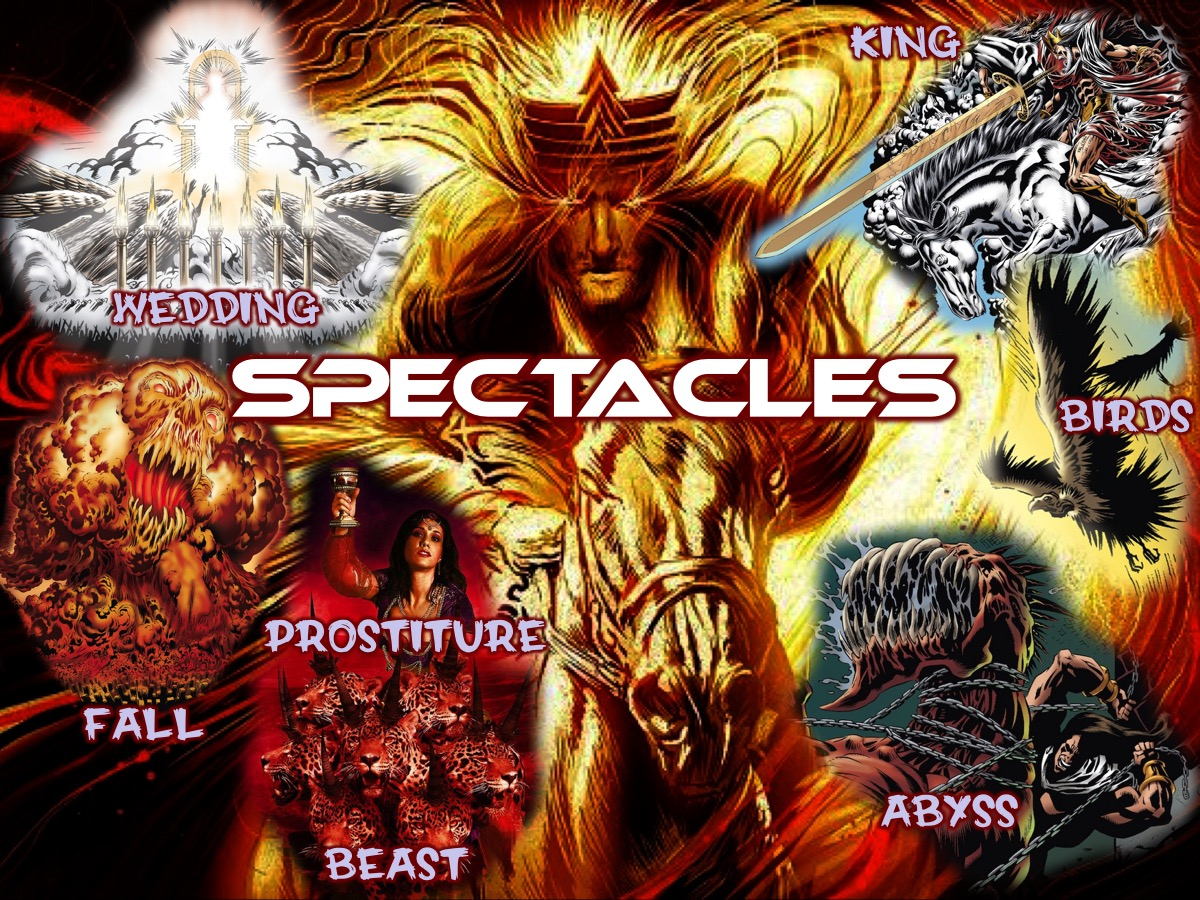 KING
WEDDING
SPECTACLES
BIRDS
PROSTITURE
FALL
ABYSS
BEAST